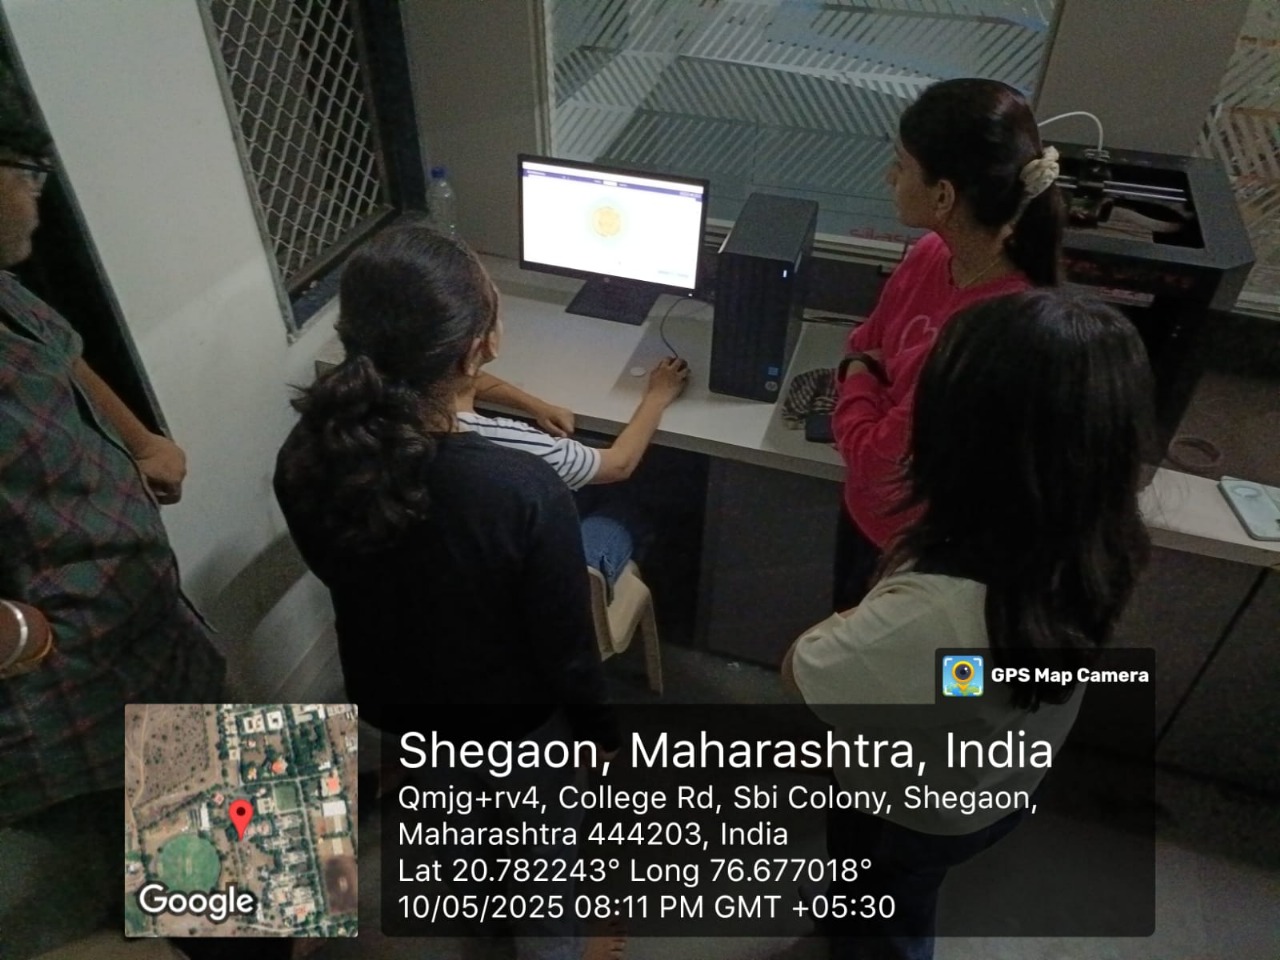 GPS Map Camera
Shegaon, Maharashtra, India
Qmjg+rv4, College Rd, Sbi Colony, Shegaon,
Maharashtra 444203, India
Lat 20.782243° Long 76.677018°
10/05/2025 08:11 PM GMT +05:30
Google